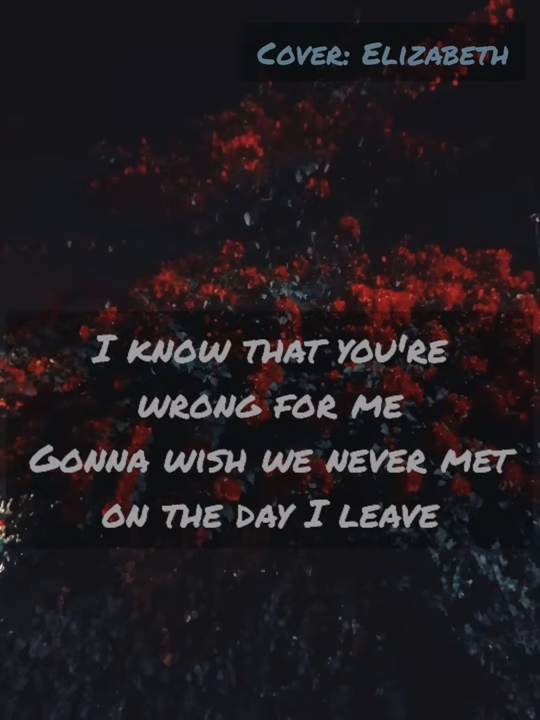 Cover: Elizabeth
I know that you're
wrong for me
Gonna wish we never met
on the day I leave